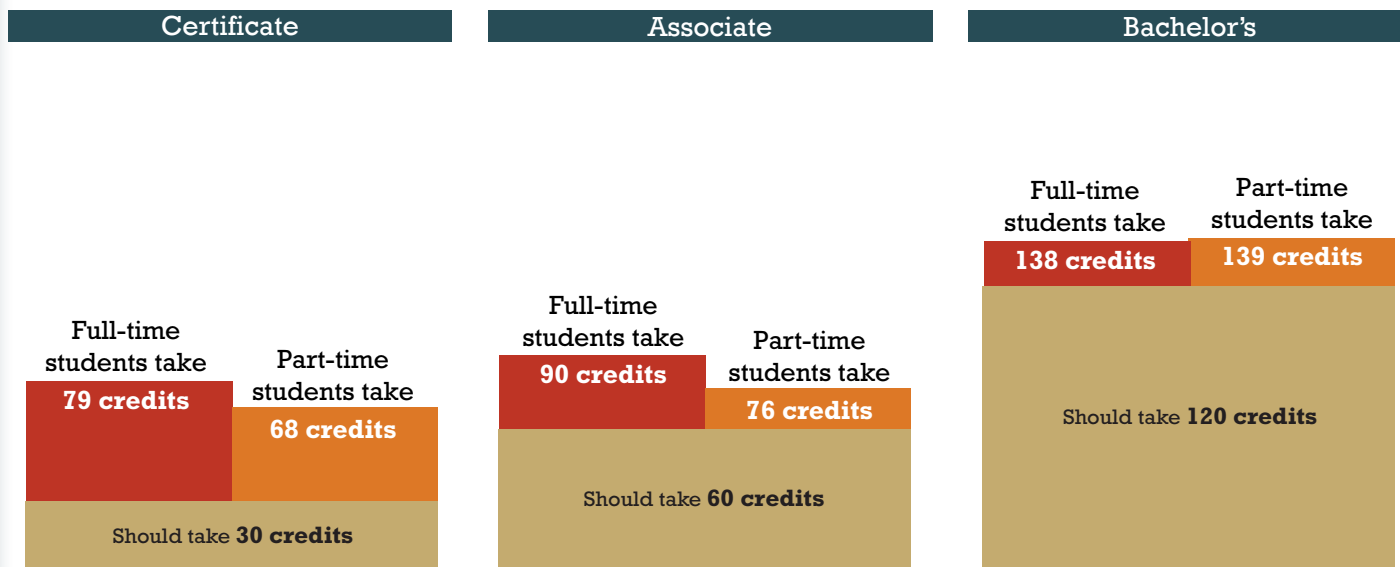 Certificate
Full-time
students take
79 credits
Part-time
students take
68 credits
Should take 30 credits
Associate
Full-time
students take
90 credits
Part-time
students take
76 credits
Should take 60 credits
Bachelor's
Full-time
students take
138 credits
Part-time
students take
139 credits
Should take 120 credits